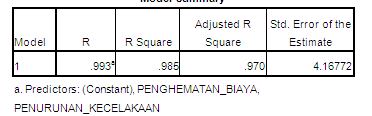 Model Summary
Adjusted R Std. Error of the
Model R R Square Square Estimate
1 .993a .985 .970 4.16772
a. Predictors: (Constant), PENGHEMATAN_BIAYA,
PENURUNAN_KECELAKAAN